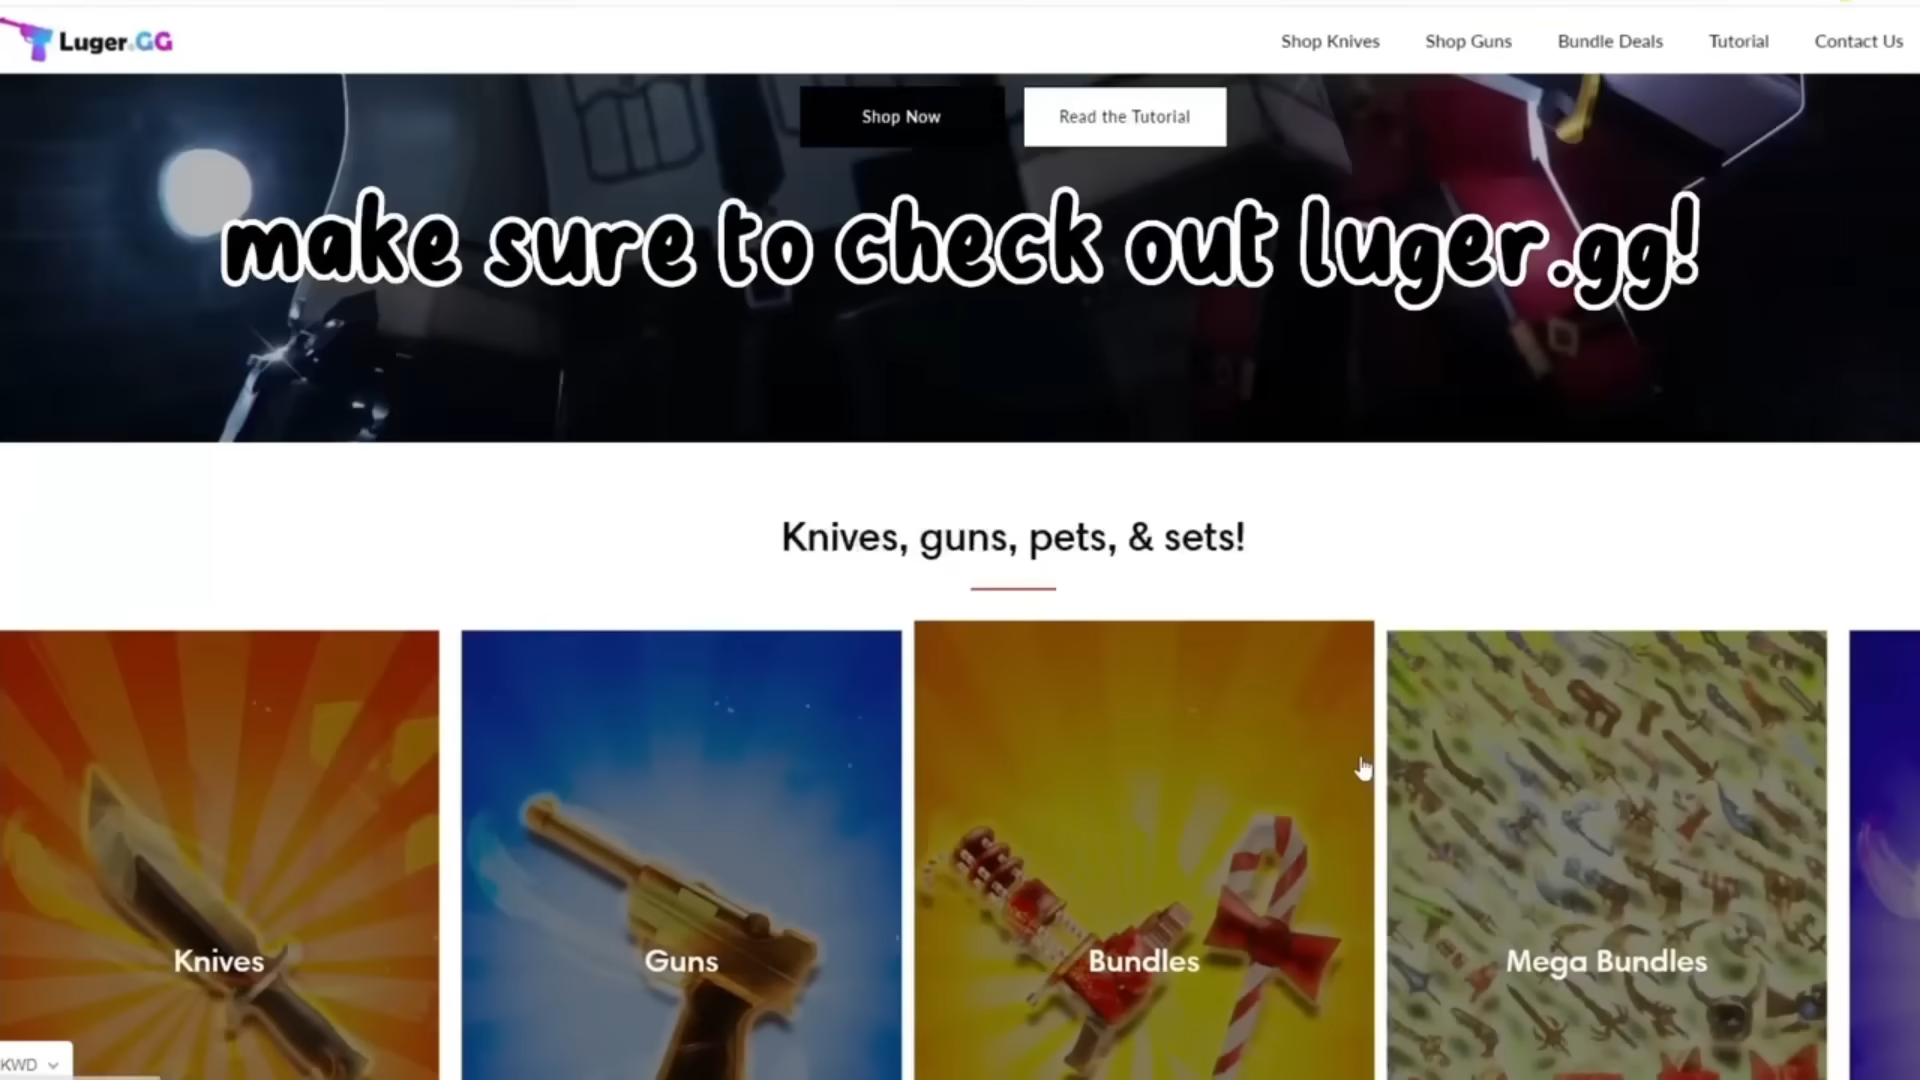 Luger.GG
Shop Knives
Shop Guns
Bundle Deals
Tutorial
Contact Us
Shop Now
Read the Tutorial
make sure to check out luger.gg!
Knives, guns, pets, & sets!
Knives
Guns
Bundles
Mega Bundles
KWD